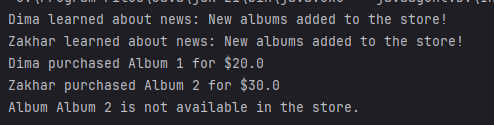 Dima learned about news: New albums added to the store!
Zakhar learned about news: New albums added to the store!
Dima purchased Album 1 for $20.0
Zakhar purchased Album 2 for $30.0
Album Album 2 is not available in the store.